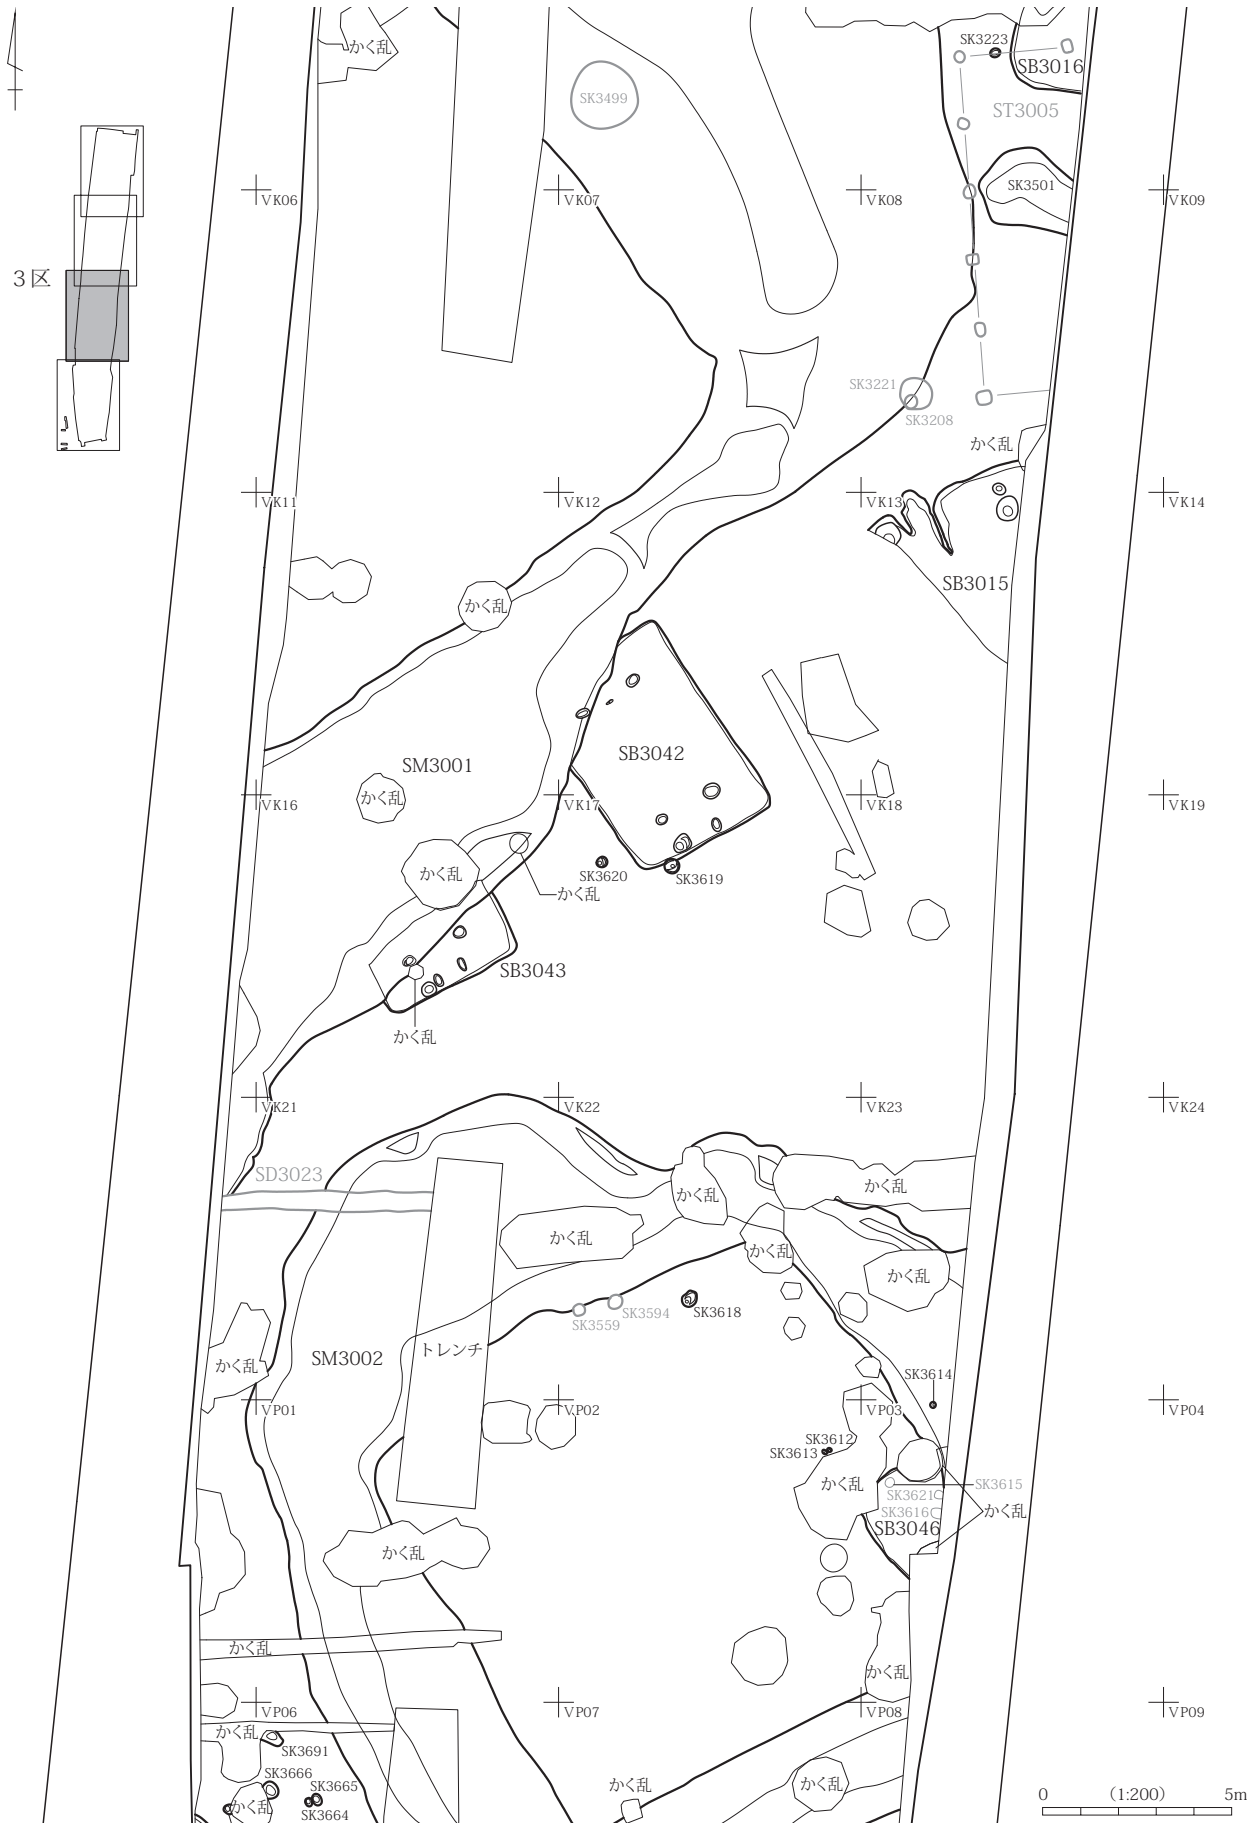 かく乱
SK3223
SB3016
SK3499
ST3005
SK3501
VK06
VK07
VK08
VK09
3区
SK3221
SK3208
かく乱
VK11
VK12
VK13
VK14
SB3015
かく乱
SM3001
SB3042
かく乱
VK16
VK17
VK18
VK19
かく乱
SK3620
SK3619
かく乱
SB3043
かく乱
VK21
VK22
VK23
VK24
SD3023
かく乱
かく乱
かく乱
かく乱
かく乱
SK3594
SK3559
SK3618
トレンチ
SM3002
かく乱
SK3614
VP01
VP02
VP03
VP04
SK3612
SK3613
かく乱
SK3615
SK3621
SK3616
かく乱
SB3046
かく乱
かく乱
かく乱
VP06
VP07
VP08
VP09
かく乱
SK3691
SK3666
SK3665
かく乱
SK3664
かく乱
かく乱
0 (1:200) 5m